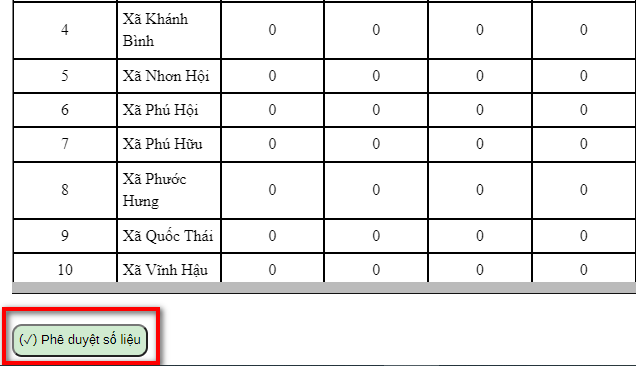 4 Xã Khánh Bình 0 0 0 0
5 Xã Nhơn Hội 0 0 0 0
6 Xã Phú Hội 0 0 0 0
7 Xã Phú Hữu 0 0 0 0
8 Xã Phước Hưng 0 0 0 0
9 Xã Quốc Thái 0 0 0 0
10 Xã Vĩnh Hậu 0 0 0 0
(✓) Phê duyệt số liệu